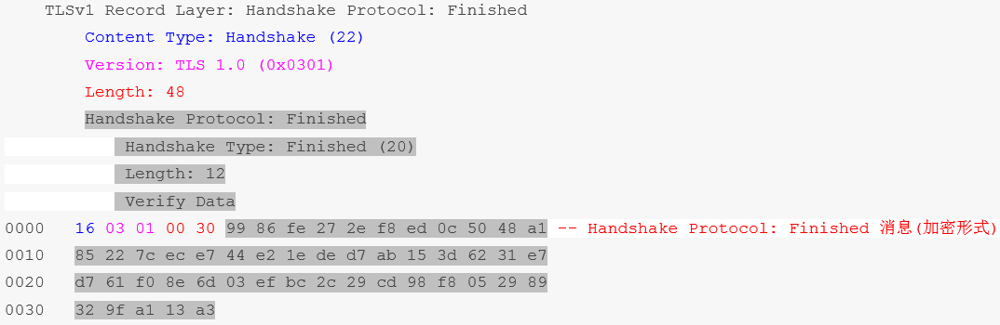 TLSv1 Record Layer: Handshake Protocol: Finished
Content Type: Handshake (22)
Version: TLS 1.0 (0x0301)
Length: 48
Handshake Protocol: Finished
Handshake Type: Finished (20)
Length: 12
Verify Data
0000 16 03 01 00 30 99 86 fe 27 2e f8 ed 0c 50 48 a1 -- Handshake Protocol: Finished 消息(加密形式)
0010 85 22 7c ec e7 44 e2 1e de d7 ab 15 3d 62 31 e7
0020 d7 61 f0 8e 6d 03 ef bc 2c 29 cd 98 f8 05 29 89
0030 32 9f a1 13 a3